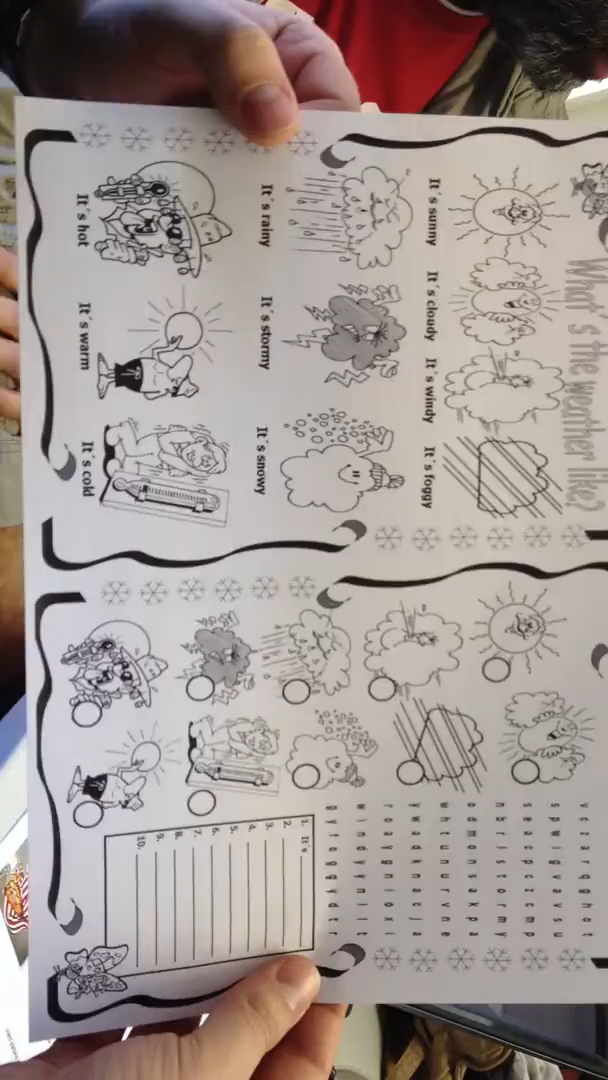 What's the weather like?
It's sunny It's cloudy It's windy It's foggy
It's rainy It's stormy It's snowy
It's hot It's warm It's cold
v c z a r q g h o t
s p w i g v a v s u
s e a c p c z c m p
n b r i s t o r m y
o d m o n s a k p a
w h t u n u r u n e
y w a d k n a c j a
g y f o g g y d t r
1. It's
2.
3.
4.
5.
6.
7.
8.
9.
10.